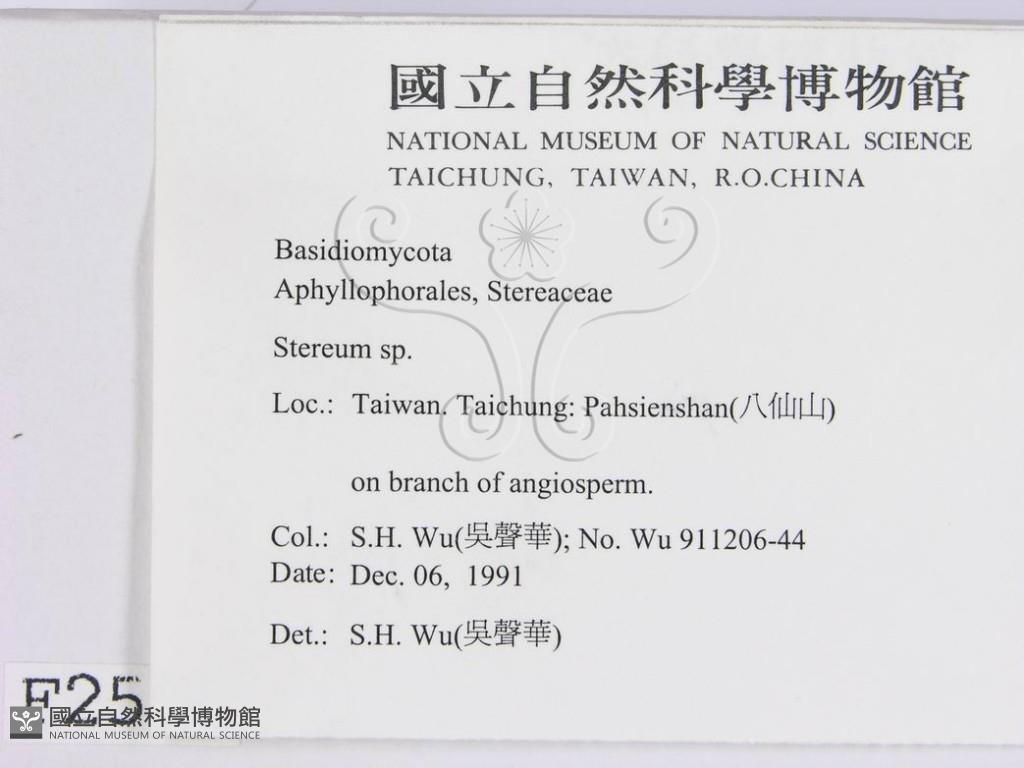 國立自然科學博物館
NATIONAL MUSEUM OF NATURAL SCIENCE
TAICHUNG, TAIWAN, R.O.CHINA
Basidiomycota
Aphyllophorales, Stereaceae
Stereum sp.
Loc.: Taiwan. Taichung: Pahsienshan(八仙山)
on branch of angiosperm.
Col.: S.H. Wu(吳聲華); No. Wu 911206-44
Date: Dec. 06, 1991
Det.: S.H. Wu(吳聲華)
F25
國立自然科學博物館
NATIONAL MUSEUM OF NATURAL SCIENCE